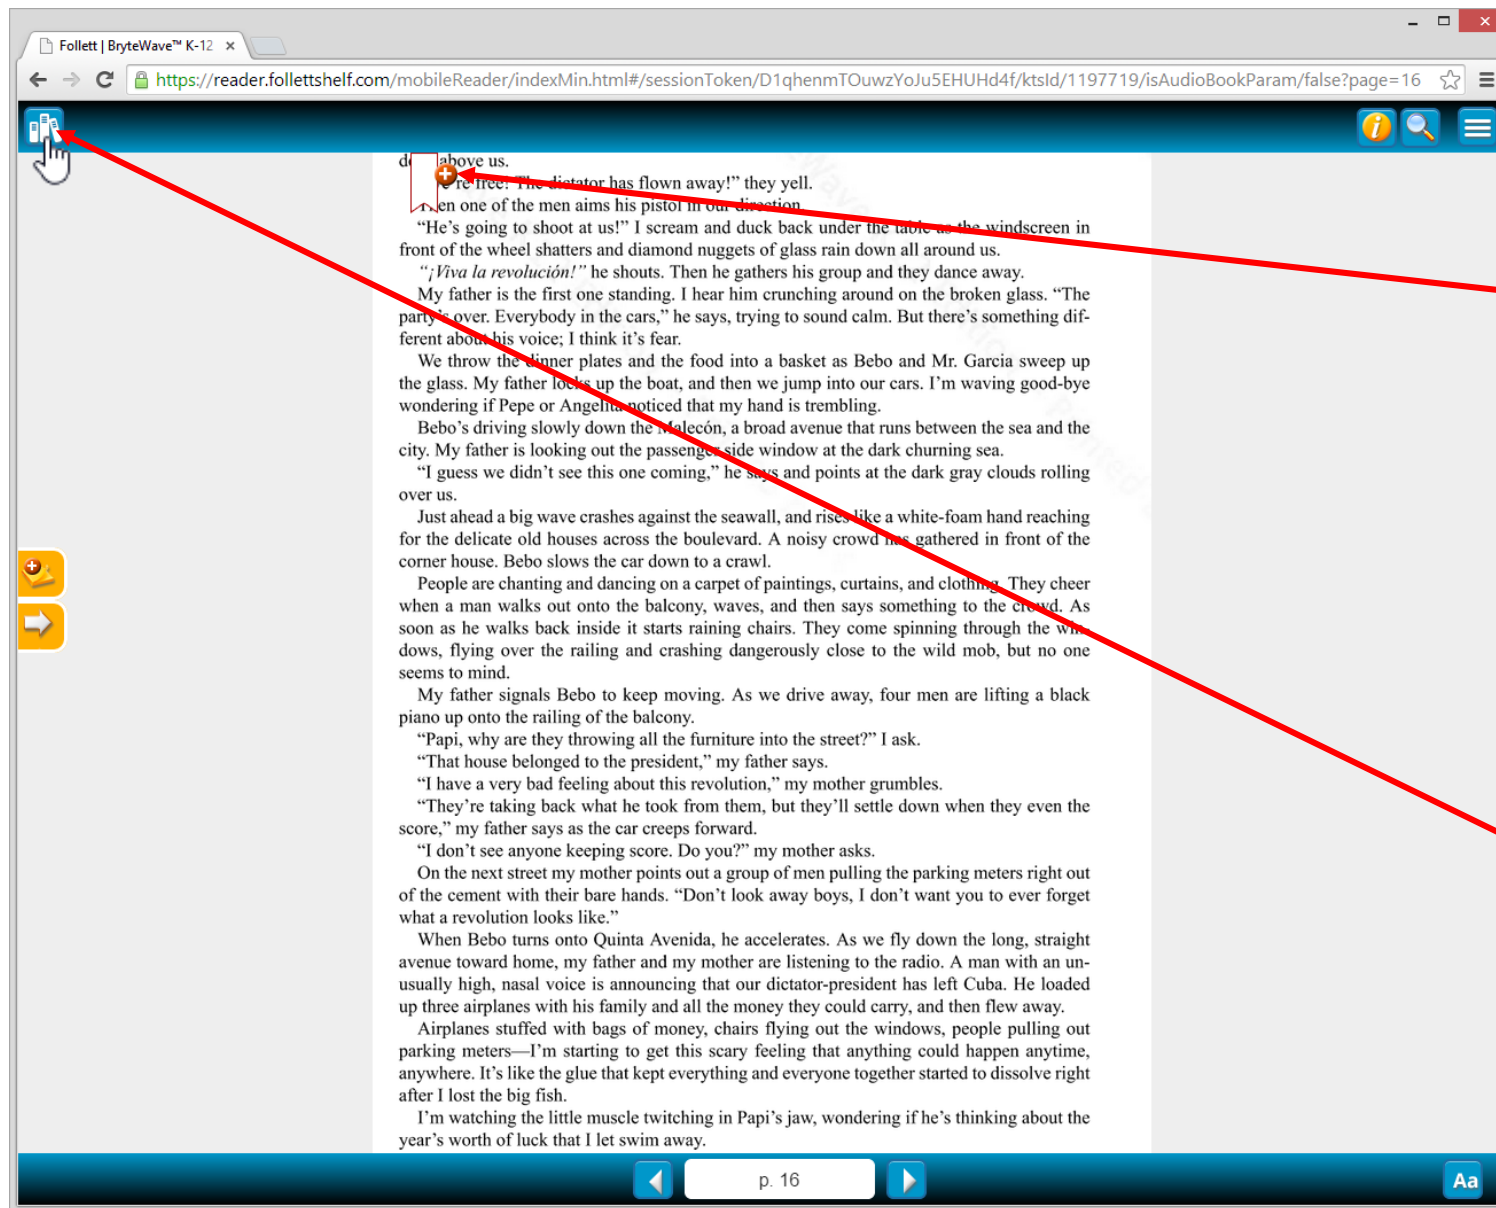 Follett | BryteWave™ K-12
https://reader.follettshelf.com/mobileReader/indexMin.html#/sessionToken/D1qhenmTOuwzYoJu5EHUHd4f/ktsId/1197719/isAudioBookParam/false?page=16
above us.
free! The dictator has flown away!” they yell.
one of the men aims his pistol in our direction.
“He’s going to shoot at us!” I scream and duck back under the table as the windscreen in
front of the wheel shatters and diamond nuggets of glass rain down all around us.
“¡Viva la revolución!” he shouts. Then he gathers his group and they dance away.
My father is the first one standing. I hear him crunching around on the broken glass. “The
party’s over. Everybody in the cars,” he says, trying to sound calm. But there’s something dif-
ferent about his voice; I think it’s fear.
We throw the dinner plates and the food into a basket as Bebo and Mr. Garcia sweep up
the glass. My father locks up the boat, and then we jump into our cars. I’m waving good-bye
wondering if Pepe or Angelita noticed that my hand is trembling.
Bebo’s driving slowly down the Malecón, a broad avenue that runs between the sea and the
city. My father is looking out the passenger side window at the dark churning sea.
“I guess we didn’t see this one coming,” he says and points at the dark gray clouds rolling
over us.
Just ahead a big wave crashes against the seawall, and rises like a white-foam hand reaching
for the delicate old houses across the boulevard. A noisy crowd has gathered in front of the
corner house. Bebo slows the car down to a crawl.
People are chanting and dancing on a carpet of paintings, curtains, and clothing. They cheer
when a man walks out onto the balcony, waves, and then says something to the crowd. As
soon as he walks back inside it starts raining chairs. They come spinning through the win-
dows, flying over the railing and crashing dangerously close to the wild mob, but no one
seems to mind.
My father signals Bebo to keep moving. As we drive away, four men are lifting a black
piano up onto the railing of the balcony.
“Papi, why are they throwing all the furniture into the street?” I ask.
“That house belonged to the president,” my father says.
“I have a very bad feeling about this revolution,” my mother grumbles.
“They’re taking back what he took from them, but they’ll settle down when they even the
score,” my father says as the car creeps forward.
“I don’t see anyone keeping score. Do you?” my mother asks.
On the next street my mother points out a group of men pulling the parking meters right out
of the cement with their bare hands. “Don’t look away boys, I don’t want you to ever forget
what a revolution looks like.”
When Bebo turns onto Quinta Avenida, he accelerates. As we fly down the long, straight
avenue toward home, my father and my mother are listening to the radio. A man with an un-
usually high, nasal voice is announcing that our dictator-president has left Cuba. He loaded
up three airplanes with his family and all the money they could carry, and then flew away.
Airplanes stuffed with bags of money, chairs flying out the windows, people pulling out
parking meters—I’m starting to get this scary feeling that anything could happen anytime,
anywhere. It’s like the glue that kept everything and everyone together started to dissolve right
after I lost the big fish.
I’m watching the little muscle twitching in Papi’s jaw, wondering if he’s thinking about the
year’s worth of luck that I let swim away.
p. 16
Aa